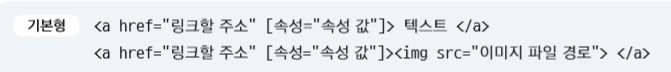 기본형 <a href="링크할 주소" [속성="속성 값"]> 텍스트 </a>
<a href="링크할 주소" [속성="속성 값"]><img src="이미지 파일 경로"> </a>